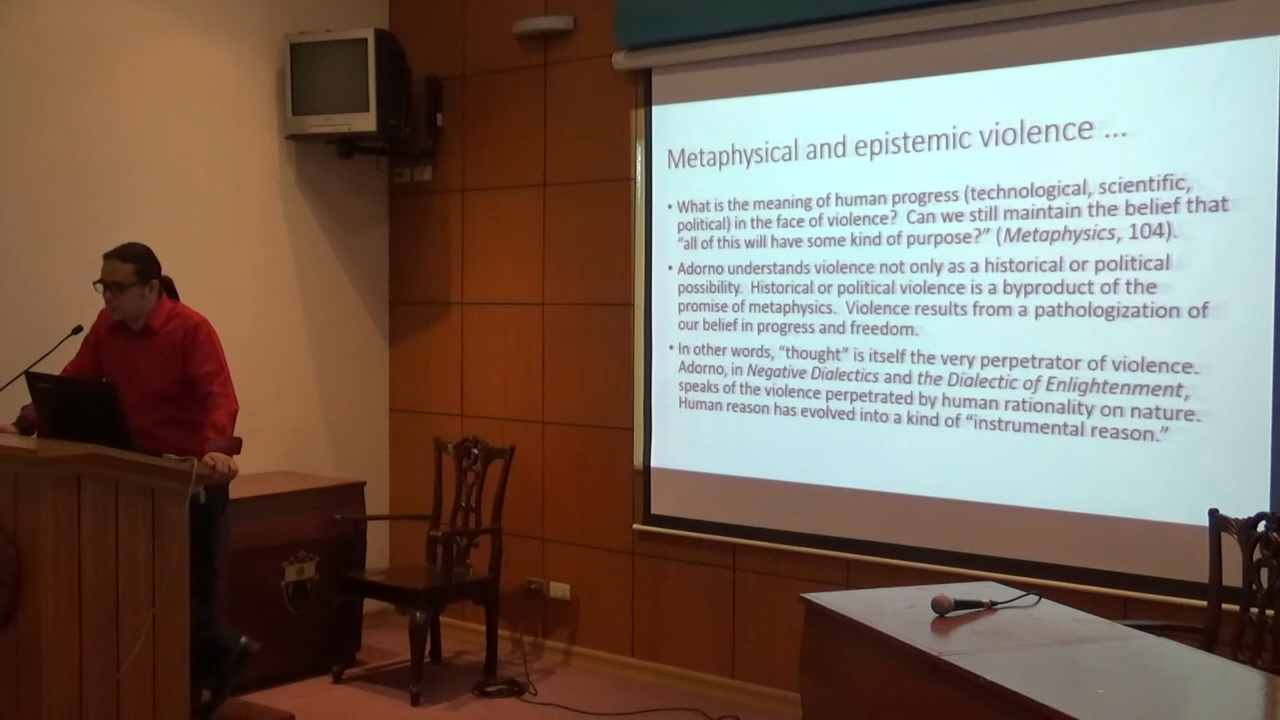 Metaphysical and epistemic violence ...
• What is the meaning of human progress (technological, scientific,
political) in the face of violence? Can we still maintain the belief that
"all of this will have some kind of purpose?" (Metaphysics, 104).
• Adorno understands violence not only as a historical or political
possibility. Historical or political violence is a byproduct of the
promise of metaphysics. Violence results from a pathologization of
our belief in progress and freedom.
• In other words, "thought" is itself the very perpetrator of violence.
Adorno, in Negative Dialectics and the Dialectic of Enlightenment,
speaks of the violence perpetrated by human rationality on nature.
Human reason has evolved into a kind of "instrumental reason."